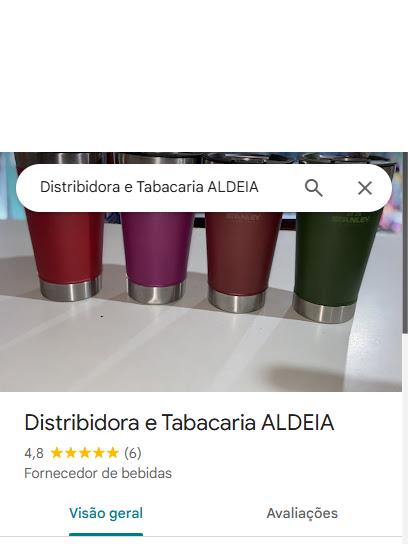 Distribidora e Tabacaria ALDEIA
STANLEY
STANLEY
Distribidora e Tabacaria ALDEIA
4,8 (6)
Fornecedor de bebidas
Visão geral Avaliações